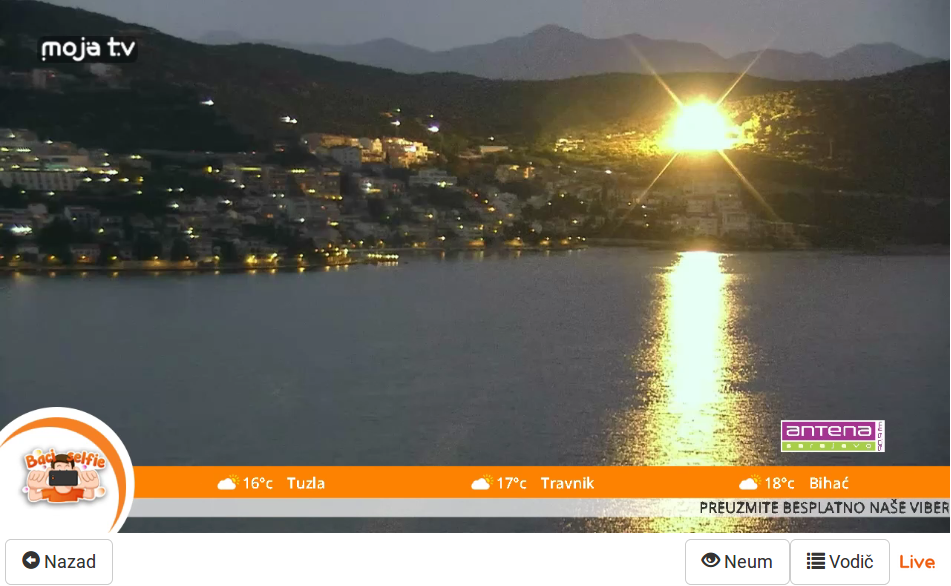 moja tv
antena
sarajevo
Baci selfie
16°c Tuzla 17°c Travnik 18°c Bihać
PREUZMITE BESPLATNO NAŠE VIBER
Nazad Neum Vodič Live